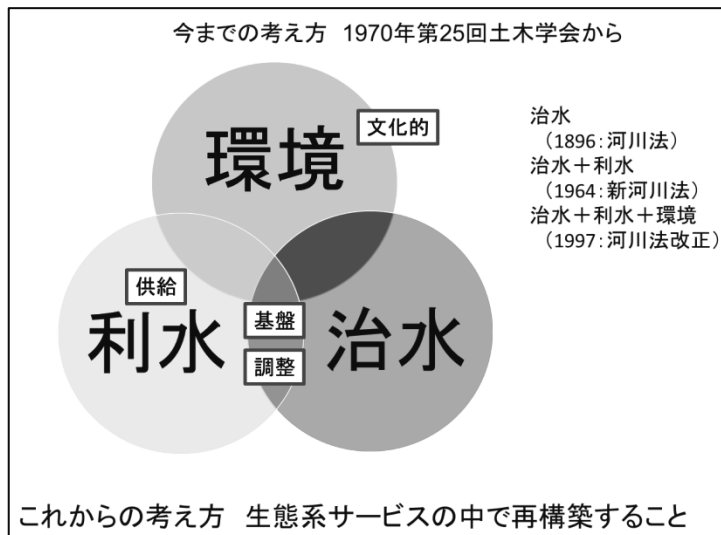 今までの考え方 1970年第25回土木学会から
環境
文化的
治水
（1896：河川法）
治水＋利水
（1964：新河川法）
治水＋利水＋環境
（1997：河川法改正）
供給
利水
基盤
調整
治水
これからの考え方 生態系サービスの中で再構築すること